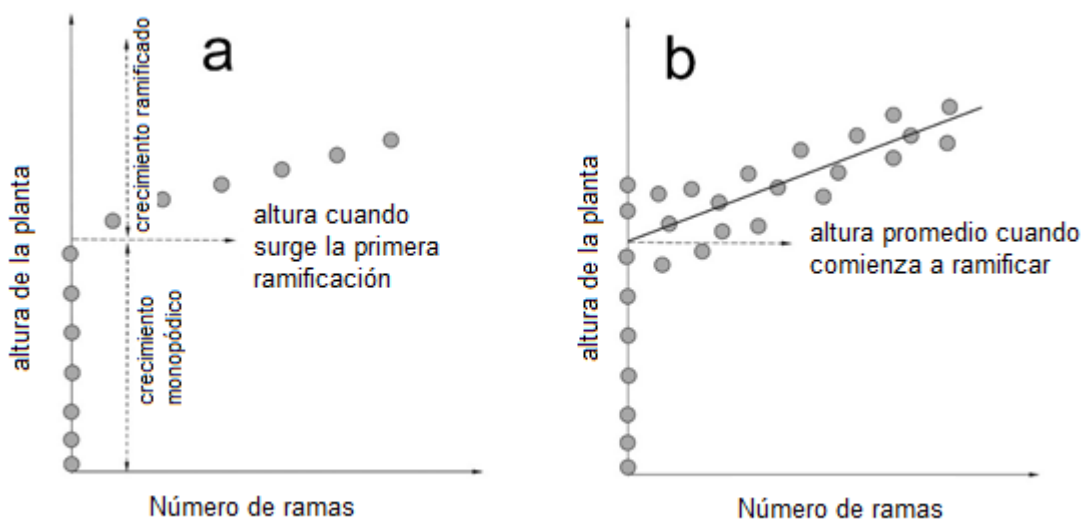 a
altura de la planta
crecimiento ramificado
crecimiento
monopódico
altura cuando
surge la primera
ramificación
Número de ramas
b
altura de la planta
altura promedio cuando
comienza a ramificar
Número de ramas